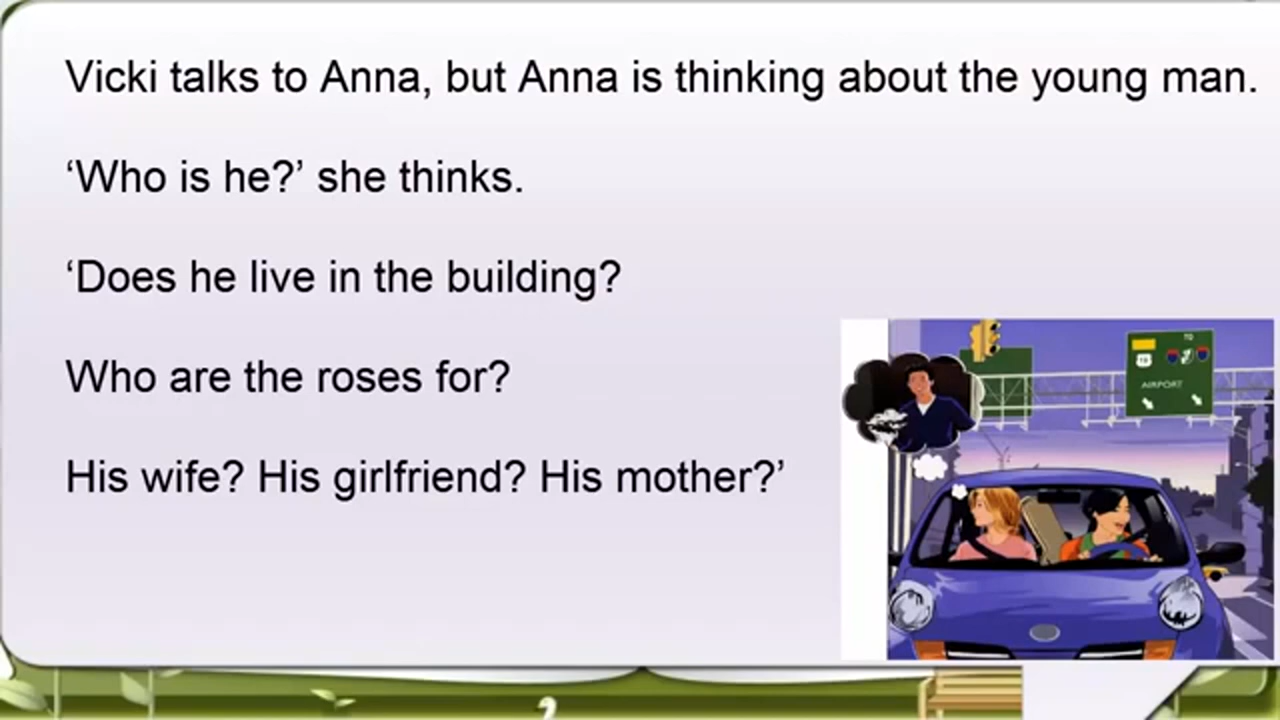 Vicki talks to Anna, but Anna is thinking about the young man.
‘Who is he?’ she thinks.
‘Does he live in the building?
Who are the roses for?
His wife? His girlfriend? His mother?’
TO
AIRPORT